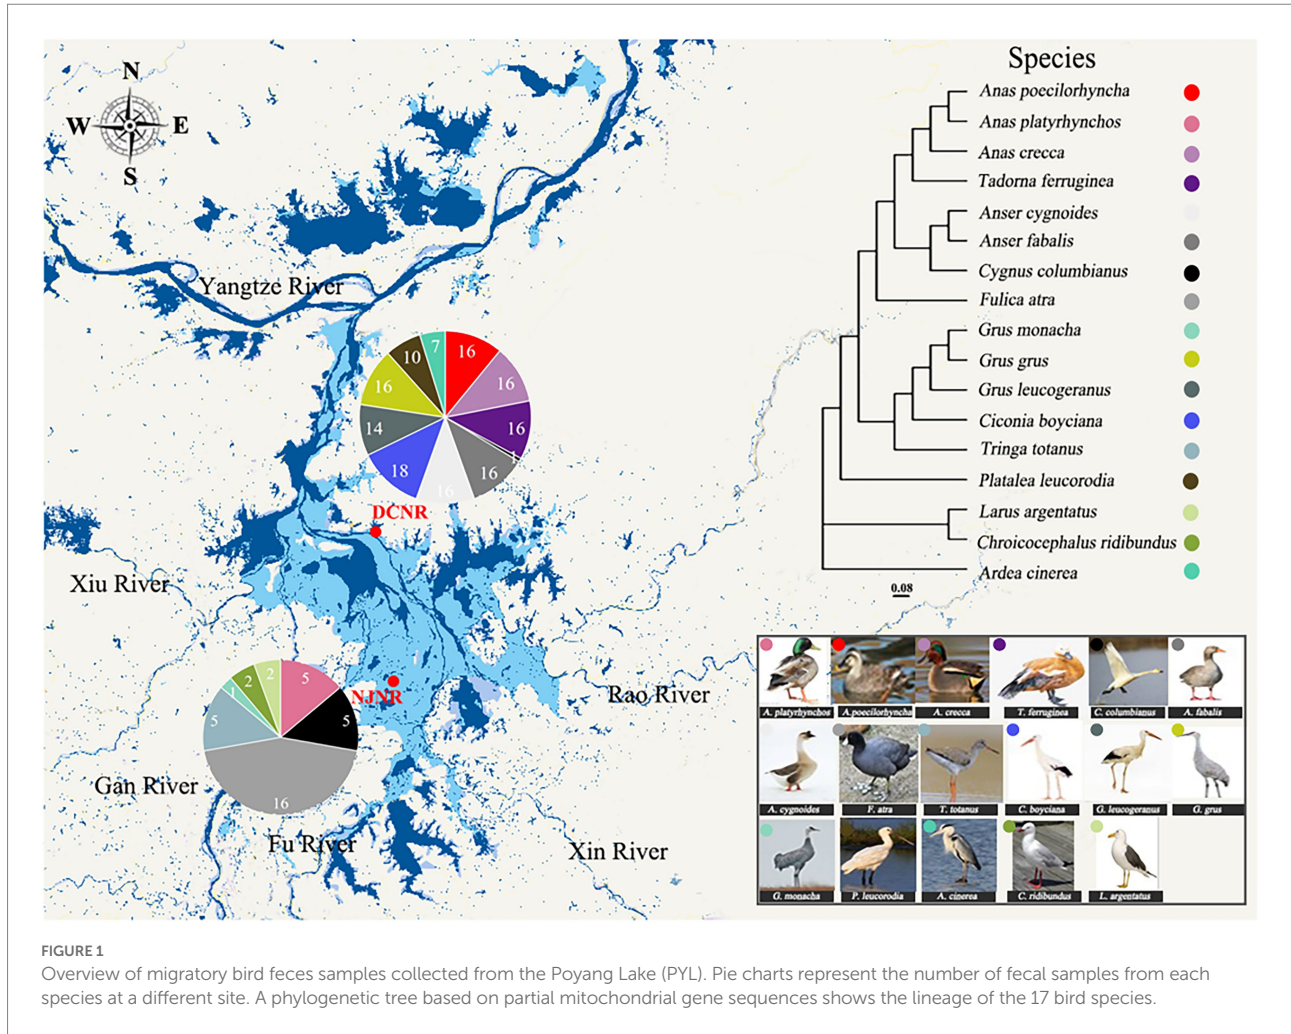 N
W E
S
Yangtze River
Xiu River
Gan River
Fu River
Xin River
Rao River
DCNR
NJNR
16
16
16
1
16
16
18
14
16
10
7
5
5
16
5
1
2
2
Species
Anas poecilorhyncha
Anas platyrhynchos
Anas crecca
Tadorna ferruginea
Anser cygnoides
Anser fabalis
Cygnus columbianus
Fulica atra
Grus monacha
Grus grus
Grus leucogeranus
Ciconia boyciana
Tringa totanus
Platalea leucorodia
Larus argentatus
Chroicocephalus ridibundus
Ardea cinerea
0.08
A. platyrhynchos A.poecilorhyncha A. crecca T. ferruginea C. columbianus A. fabalis
A. cygnoides F. atra T. totanus C. boyciana G. leucogeranus G. grus
G. monacha P. leucorodia A. cinerea C. ridibundus L. argentatus
FIGURE 1
Overview of migratory bird feces samples collected from the Poyang Lake (PYL). Pie charts represent the number of fecal samples from each
species at a different site. A phylogenetic tree based on partial mitochondrial gene sequences shows the lineage of the 17 bird species.